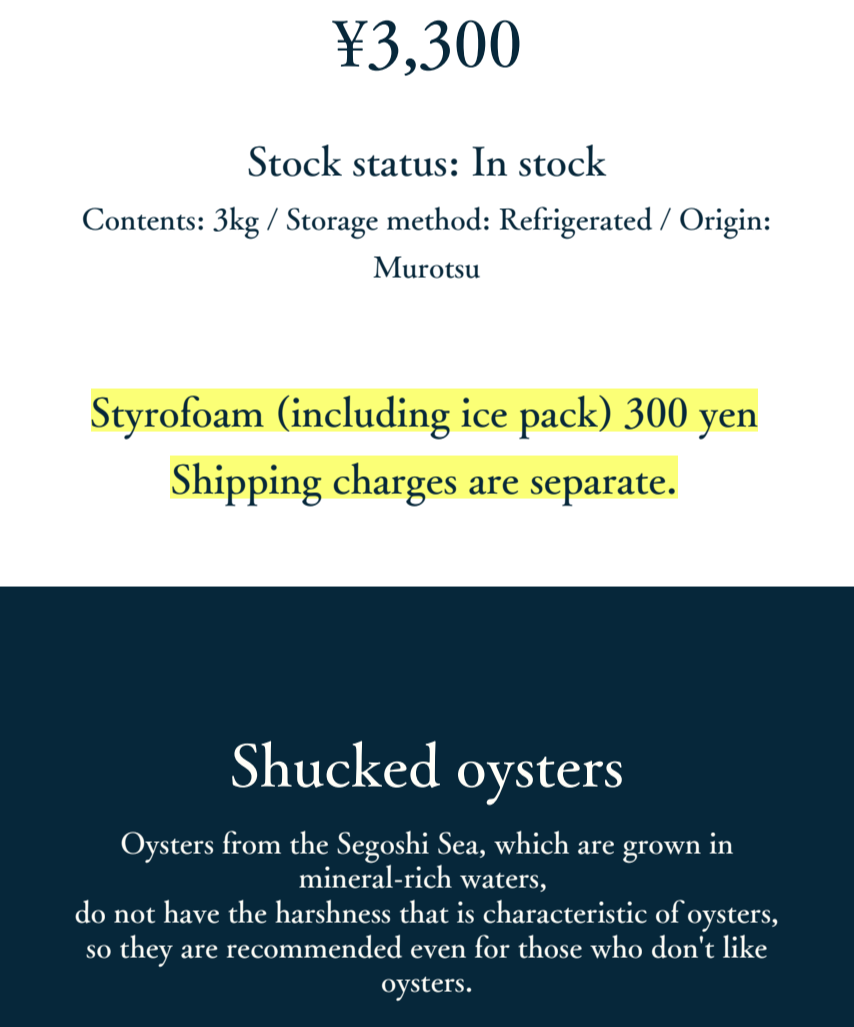 ¥3,300
Stock status: In stock
Contents: 3kg / Storage method: Refrigerated / Origin:
Murotsu
Styrofoam (including ice pack) 300 yen
Shipping charges are separate.
Shucked oysters
Oysters from the Segoshi Sea, which are grown in
mineral-rich waters,
do not have the harshness that is characteristic of oysters,
so they are recommended even for those who don't like
oysters.